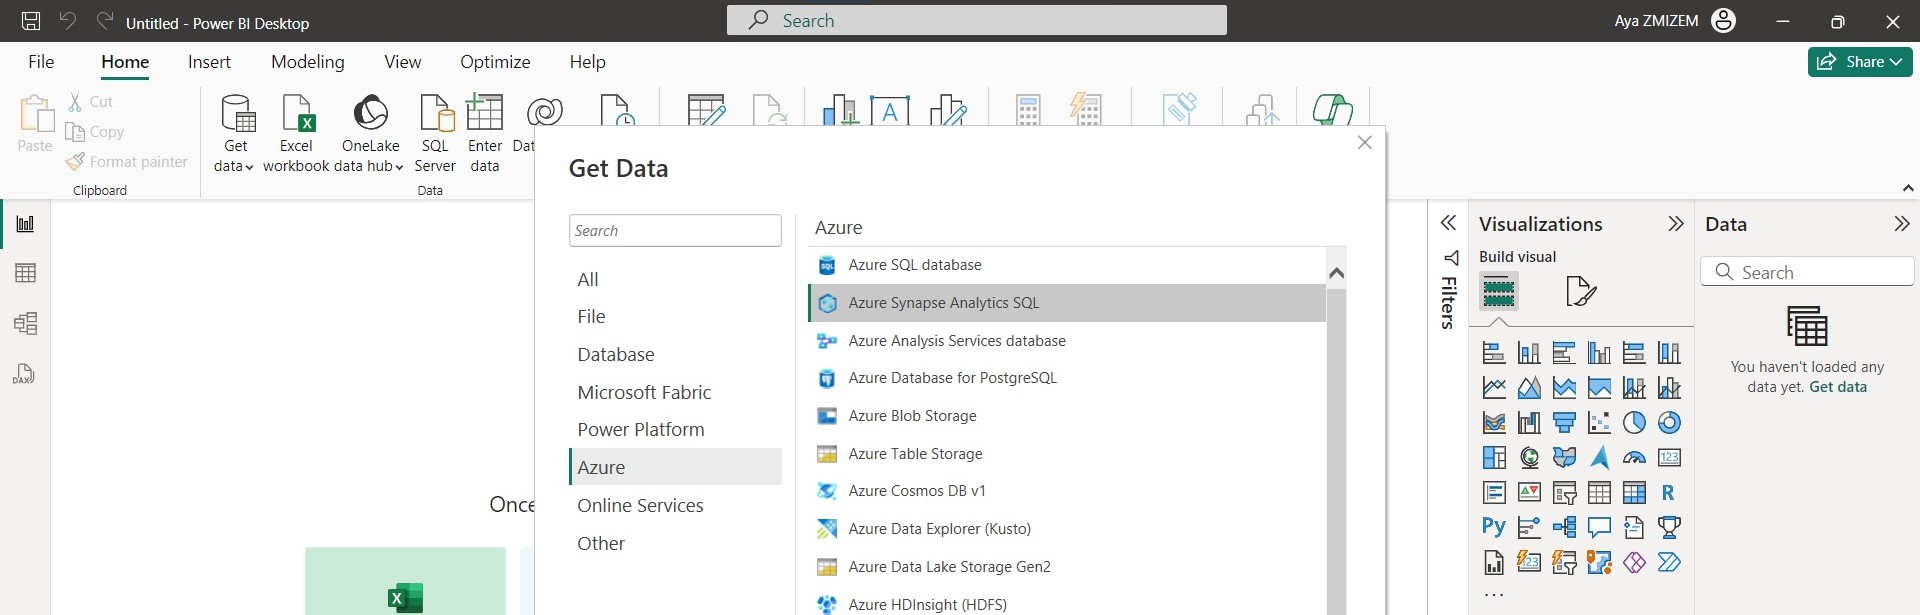 Untitled - Power BI Desktop
Search
Aya ZMIZEM
File Home Insert Modeling View Optimize Help
Share
Paste
Cut
Copy
Format painter
Clipboard
Get data
Excel workbook
OneLake data hub
SQL Server
Enter data
Dat
Data
Get Data
Search
All
File
Database
Microsoft Fabric
Power Platform
Azure
Online Services
Other
Azure
Azure SQL database
Azure Synapse Analytics SQL
Azure Analysis Services database
Azure Database for PostgreSQL
Azure Blob Storage
Azure Table Storage
Azure Cosmos DB v1
Azure Data Explorer (Kusto)
Azure Data Lake Storage Gen2
Azure HDInsight (HDFS)
Once
Filters
Visualizations
Build visual
123
R
Py
123
...
Data
Search
You haven't loaded any
data yet. Get data
DAX
A
SQL
X
X